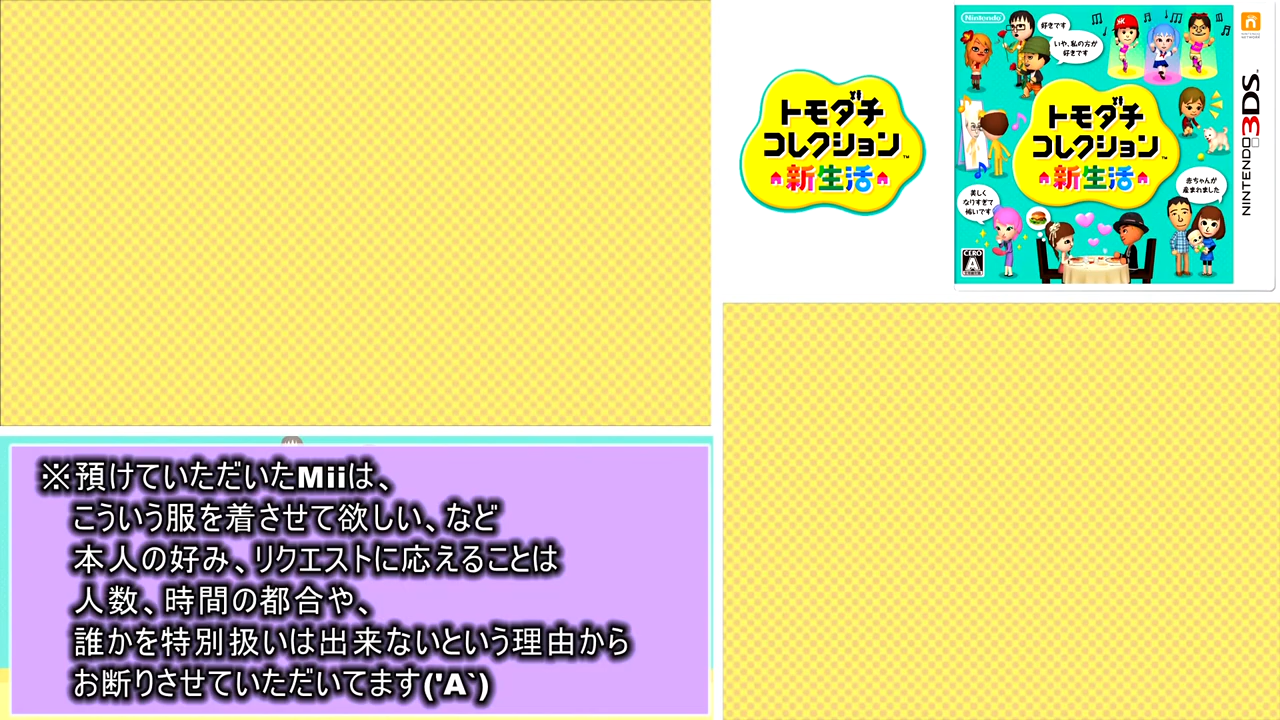 トモダチ
コレクション
新生活
Nintendo
好きです
いや、私の方が
好きです
トモダチ
コレクション
新生活
美しく
なりすぎて
怖いです
赤ちゃんが
産まれました
CERO
A
NINTENDO 3DS
※預けていただいたMiiは、
こういう服を着させて欲しい、など
本人の好み、リクエストに応えることは
人数、時間の都合や、
誰かを特別扱いは出来ないという理由から
お断りさせていただいてます('A`)